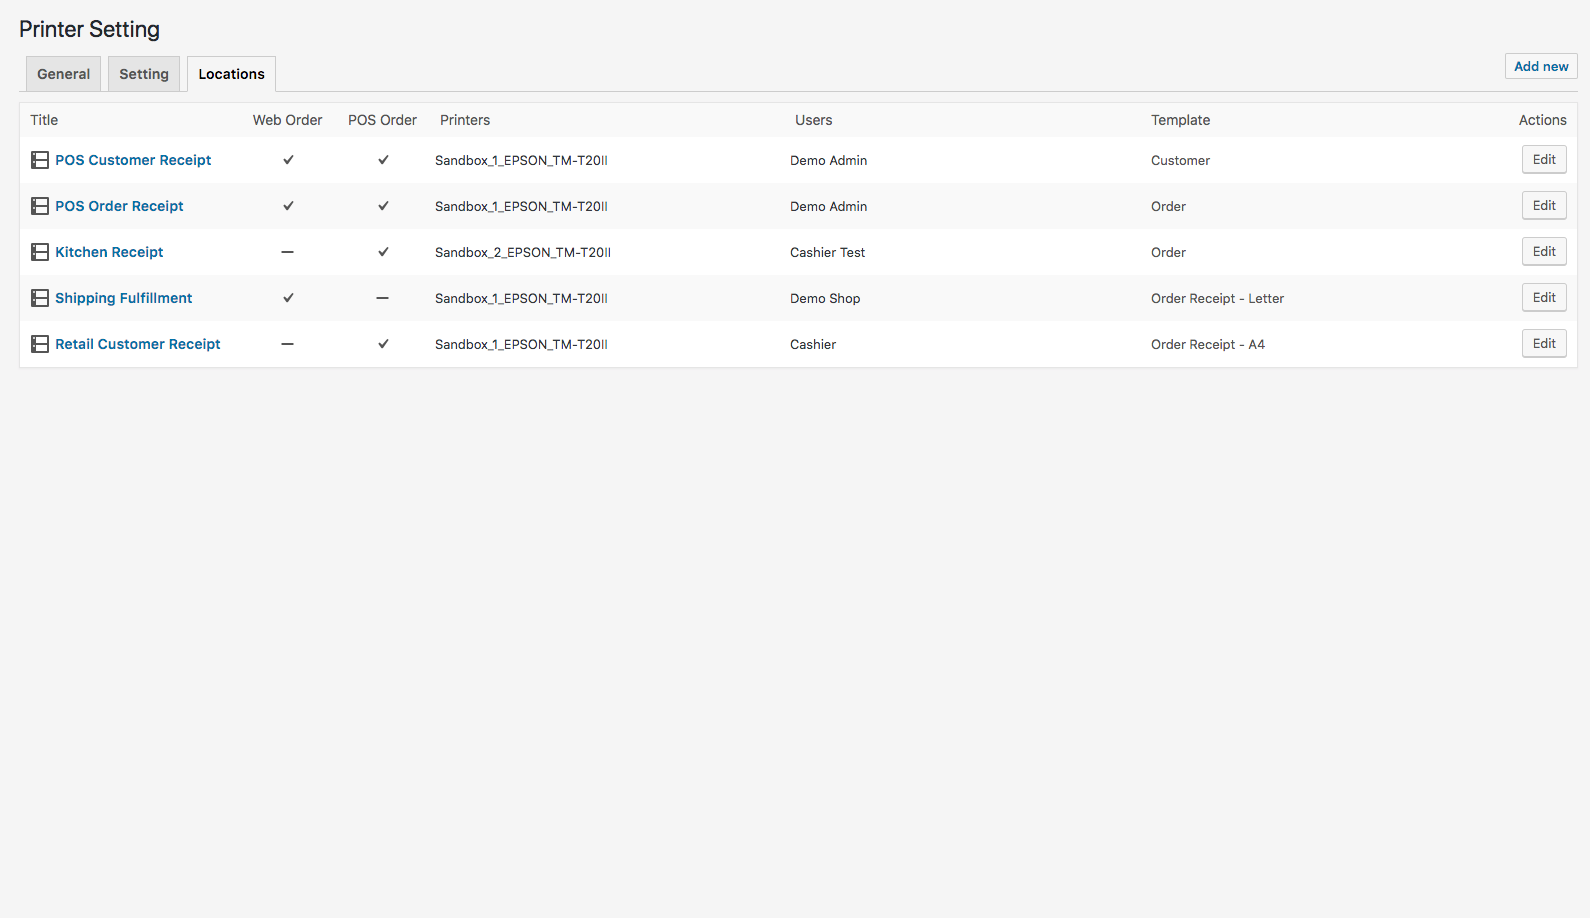 Printer Setting
General Setting Locations Add new
Title Web Order POS Order Printers Users Template Actions
POS Customer Receipt ✔ ✔ Sandbox_1_EPSON_TM-T20II Demo Admin Customer Edit
POS Order Receipt ✔ ✔ Sandbox_1_EPSON_TM-T20II Demo Admin Order Edit
Kitchen Receipt — ✔ Sandbox_2_EPSON_TM-T20II Cashier Test Order Edit
Shipping Fulfillment ✔ — Sandbox_1_EPSON_TM-T20II Demo Shop Order Receipt - Letter Edit
Retail Customer Receipt — ✔ Sandbox_1_EPSON_TM-T20II Cashier Order Receipt - A4 Edit